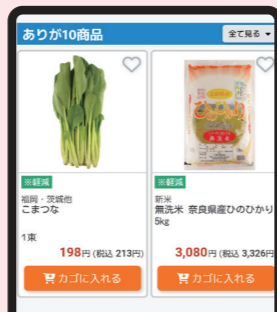 ありが10商品
全て見る
※軽減
福岡・茨城他
こまつな
1束
198円 (税込 213円)
カゴに入れる
※軽減
新米
無洗米 奈良県産ひのひかり
5kg
3,080円 (税込 3,326円)
カゴに入れる